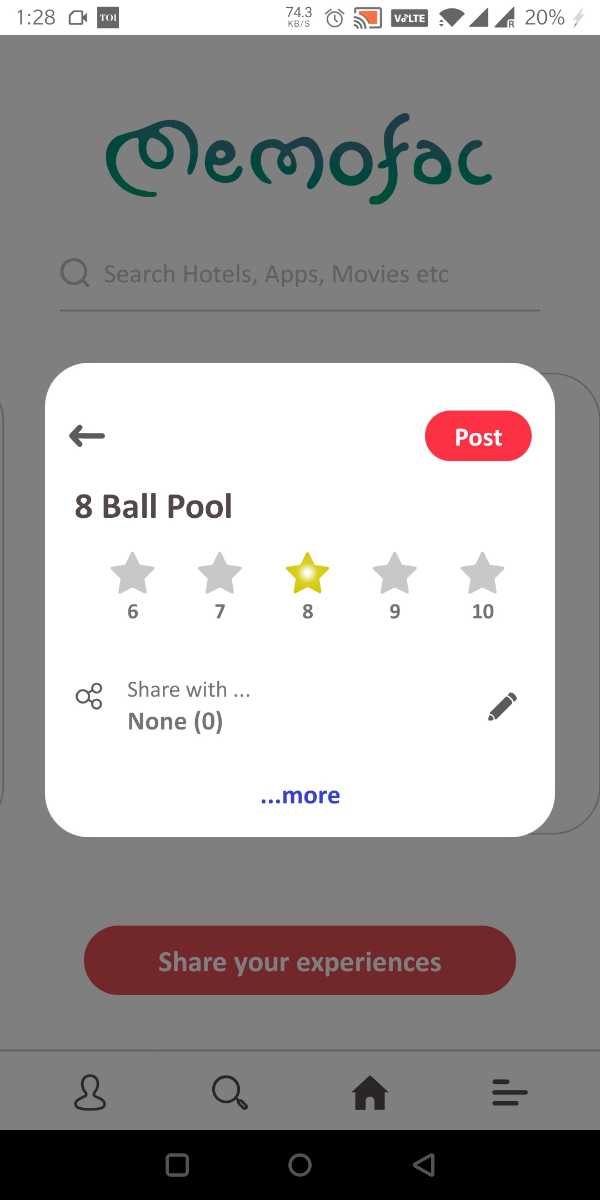 1:28 TOI 74.3 KB/S VoLTE R 20%
memofac
Search Hotels, Apps, Movies etc
Post
8 Ball Pool
6 7 8 9 10
Share with ...
None (0)
...more
Share your experiences